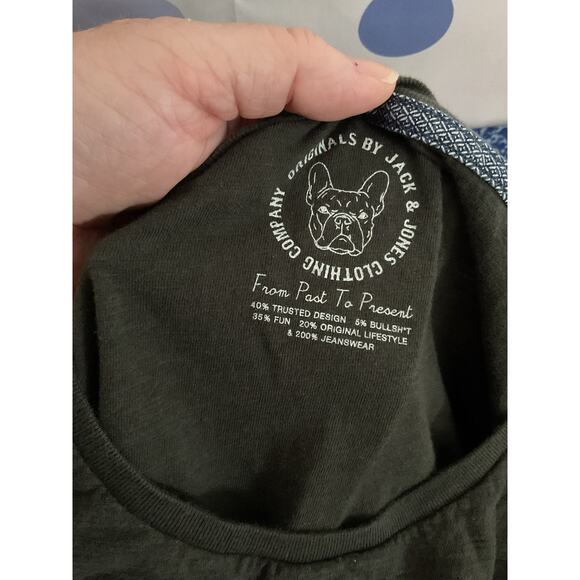 ORIGINALS BY JACK & JONES CLOTHING COMPANY
From Past To Present
40% TRUSTED DESIGN 5% BULLSH*T
35% FUN 20% ORIGINAL LIFESTYLE
& 200% JEANSWEAR